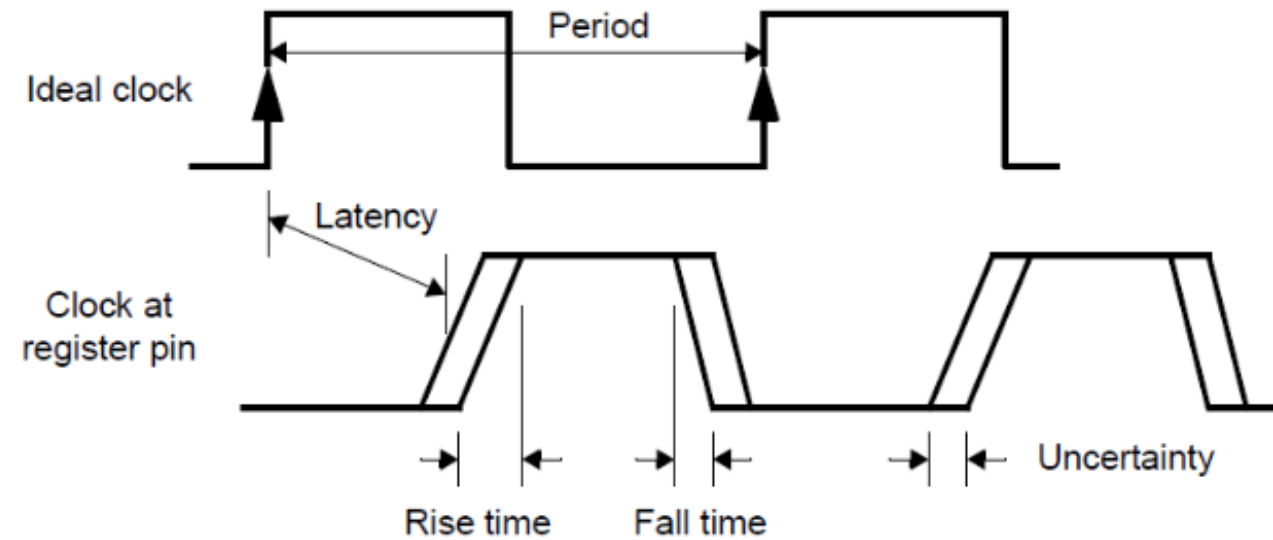 Period
Ideal clock
Latency
Clock at
register pin
Uncertainty
Rise time
Fall time